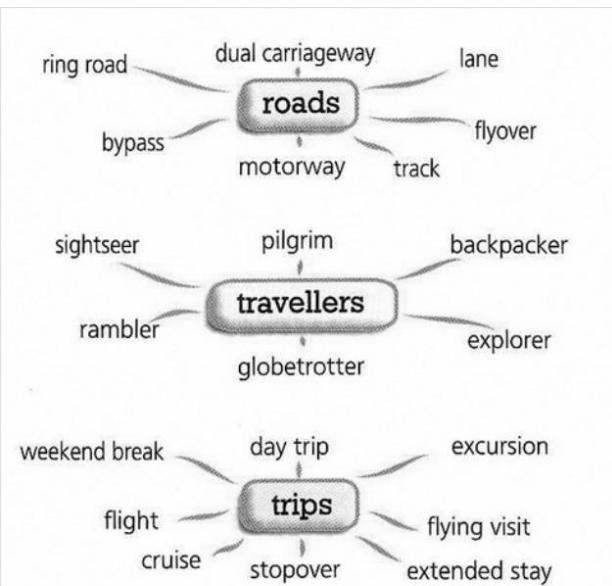 dual carriageway
ring road
lane
roads
bypass
flyover
motorway
track
sightseer
pilgrim
backpacker
travellers
rambler
explorer
globetrotter
weekend break
day trip
excursion
trips
flight
flying visit
cruise
stopover
extended stay